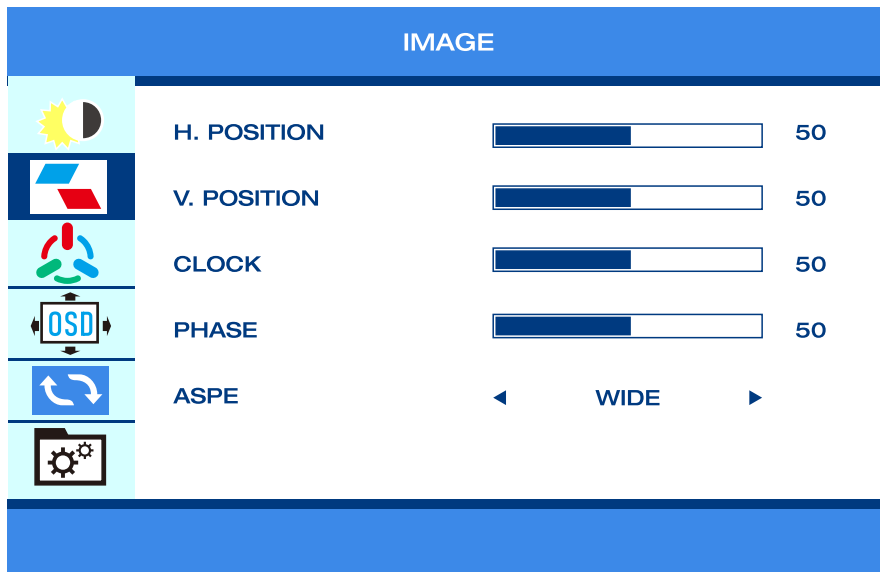 IMAGE
H. POSITION 50
V. POSITION 50
CLOCK 50
PHASE 50
OSD
ASPE WIDE